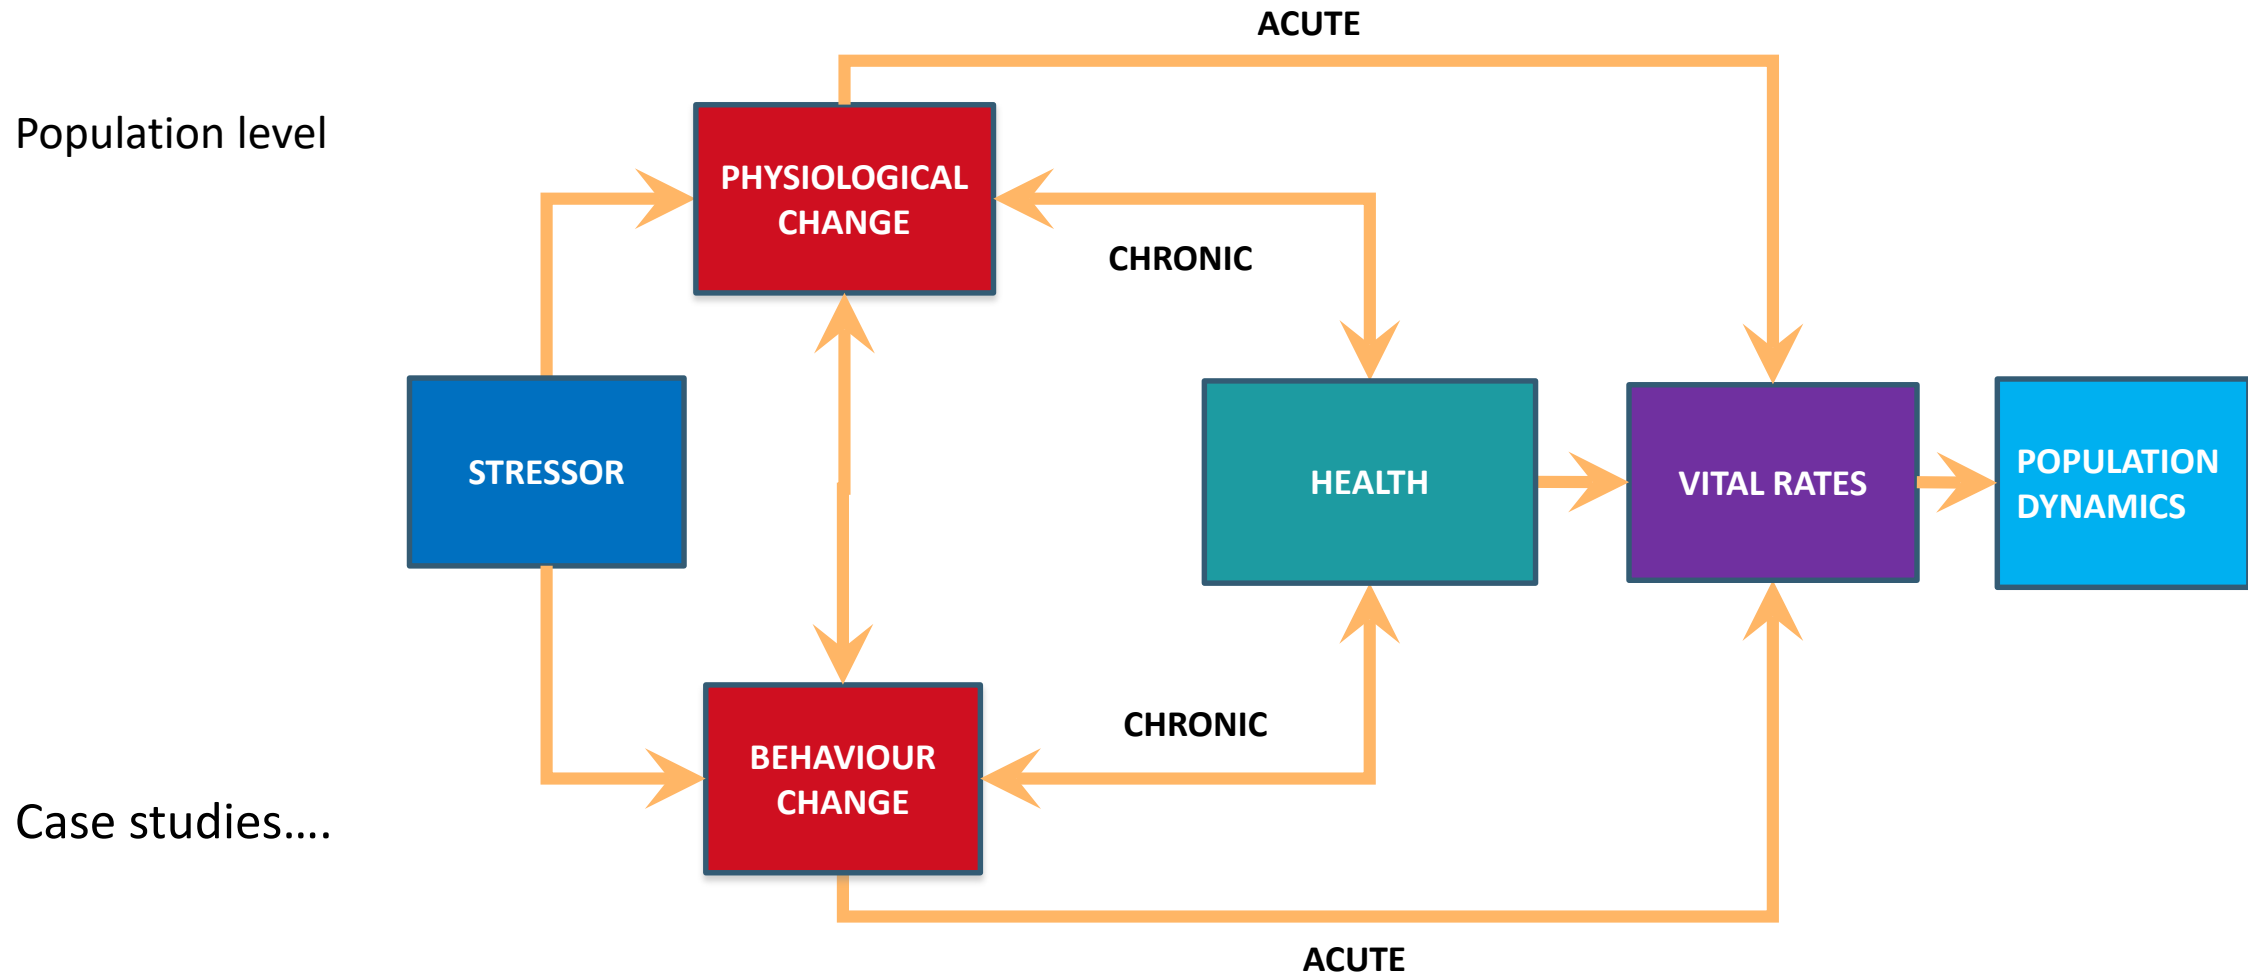 ACUTE
Population level
PHYSIOLOGICAL
CHANGE
CHRONIC
STRESSOR
HEALTH
VITAL RATES
POPULATION
DYNAMICS
CHRONIC
BEHAVIOUR
CHANGE
Case studies....
ACUTE